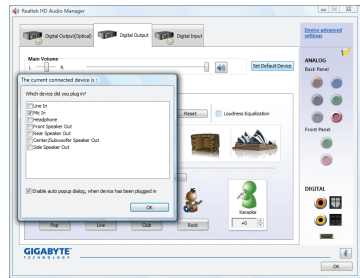 Realtek HD Audio Manager
Digital Output(Optical)
Digital Output
Digital Input
Device advanced
settings
Main Volume
L
R
Set Default Device
ANALOG
Back Panel
The current connected device is :
Which device did you plug in?
Line In
Mic In
Headphone
Front Speaker Out
Rear Speaker Out
Center/Subwoofer Speaker Out
Side Speaker Out
Enable auto popup dialog, when device has been plugged in
OK
Reset
Loudness Equalization
Front Panel
DIGITAL
Karaoke
+0
Pop
Live
Club
Rock
GIGABYTE
TECHNOLOGY
OK